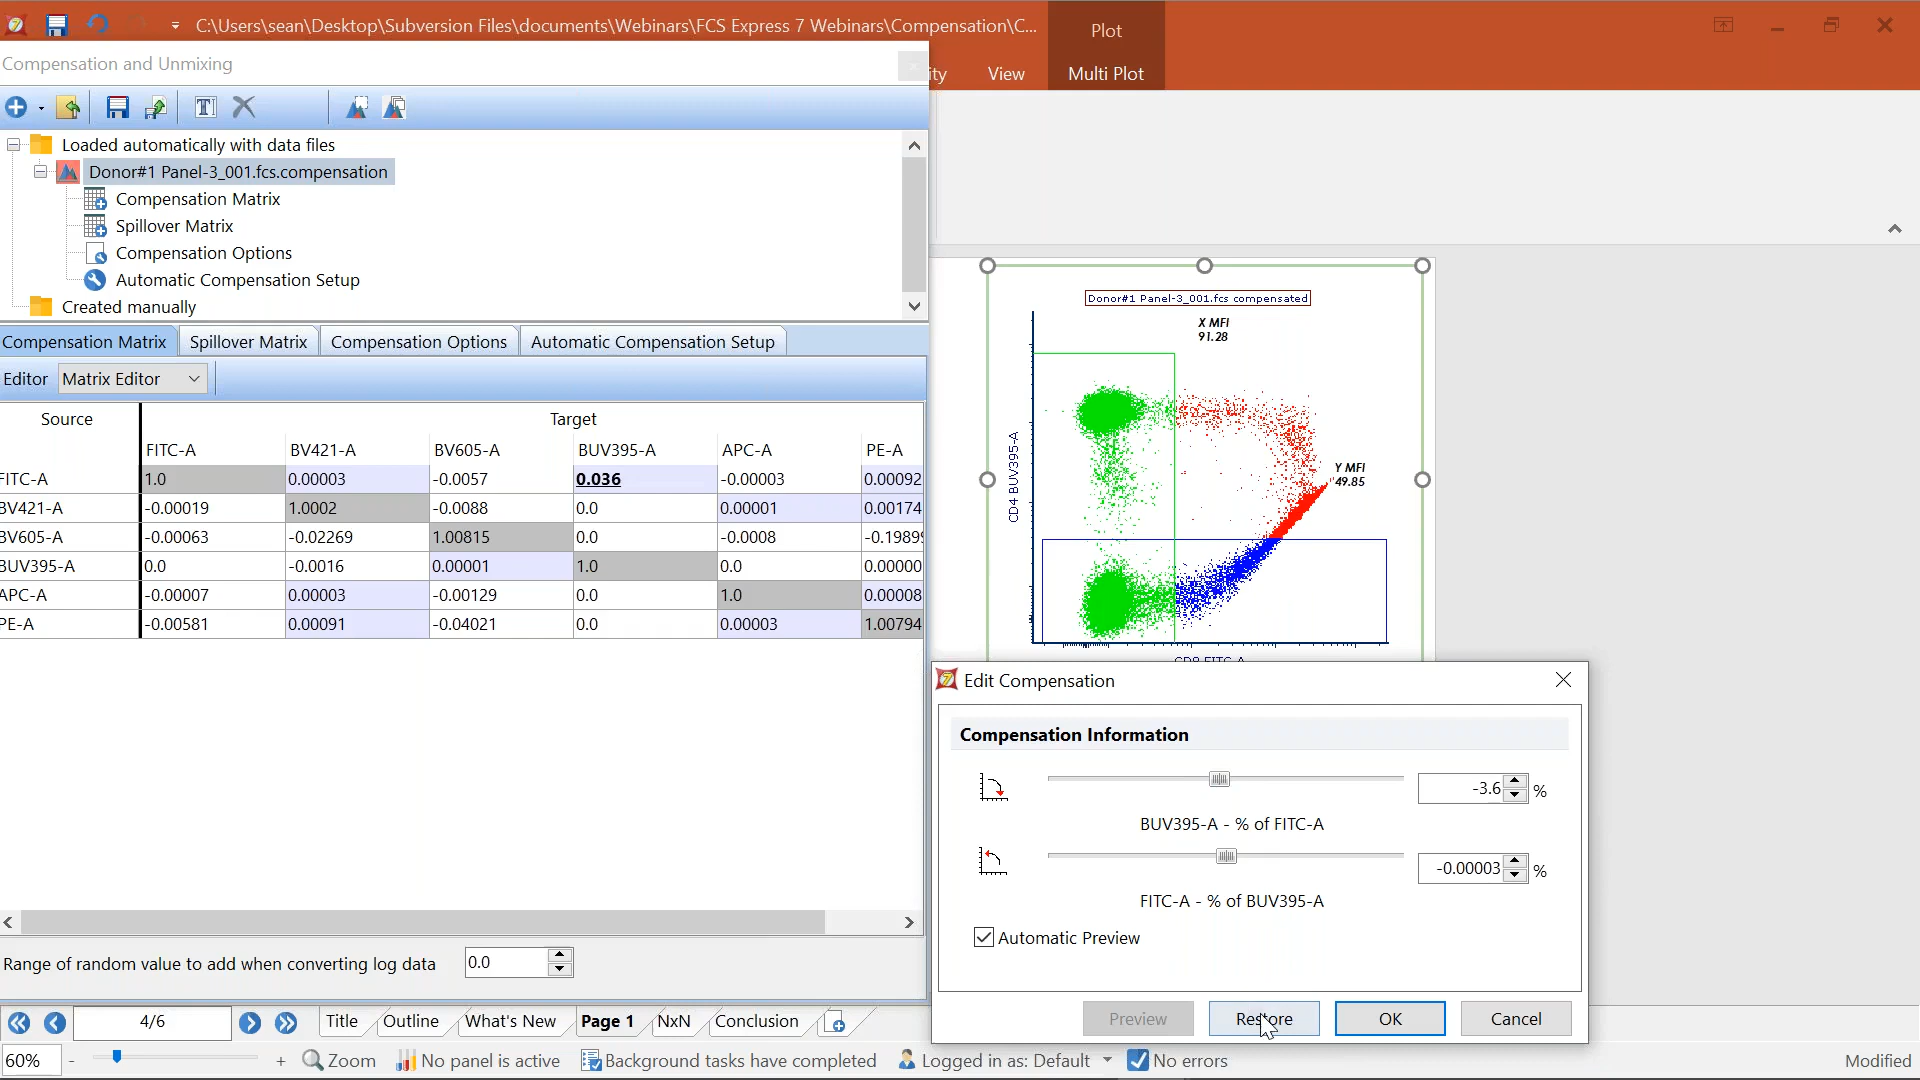 C:\Users\sean\Desktop\Subversion Files\documents\Webinars\FCS Express 7 Webinars\Compensation\C...
Plot
Compensation and Unmixing
ity
View
Multi Plot
Loaded automatically with data files
Donor#1 Panel-3_001.fcs.compensation
Compensation Matrix
Spillover Matrix
Compensation Options
Automatic Compensation Setup
Created manually
Compensation Matrix
Spillover Matrix
Compensation Options
Automatic Compensation Setup
Editor
Matrix Editor
Source
Target
FITC-A BV421-A BV605-A BUV395-A APC-A PE-A
FITC-A 1.0 0.00003 -0.0057 0.036 -0.00003 0.00092
BV421-A -0.00019 1.0002 -0.0088 0.0 0.00001 0.00174
BV605-A -0.00063 -0.02269 1.00815 0.0 -0.0008 -0.1989
BUV395-A 0.0 -0.0016 0.00001 1.0 0.0 0.00000
APC-A -0.00007 0.00003 -0.00129 0.0 1.0 0.00008
PE-A -0.00581 0.00091 -0.04021 0.0 0.00003 1.00794
Range of random value to add when converting log data
0.0
Donor#1 Panel-3_001.fcs compensated
X MFI
91.28
Y MFI
49.85
CD4 BUV395-A
CD8 FITC-A
Edit Compensation
Compensation Information
-3.6 %
BUV395-A - % of FITC-A
-0.00003 %
FITC-A - % of BUV395-A
Automatic Preview
Preview
Restore
OK
Cancel
4/6
Title
Outline
What's New
Page 1
NxN
Conclusion
60%
-
+
Zoom
No panel is active
Background tasks have completed
Logged in as: Default
No errors
Modified